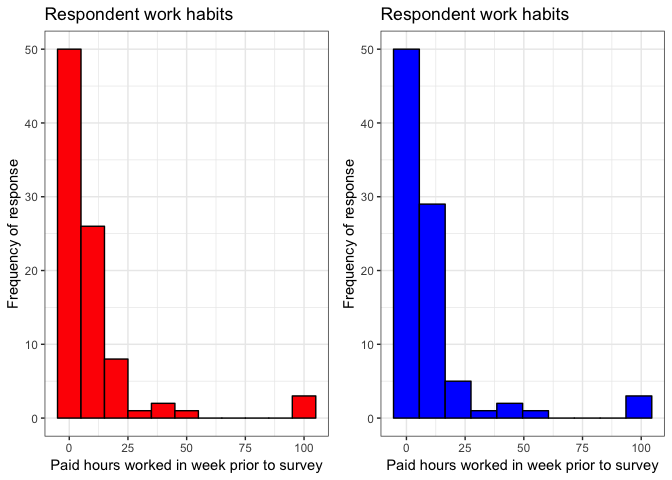 Respondent work habits
50
40
30
20
10
0
Frequency of response
0 25 50 75 100
Paid hours worked in week prior to survey
Respondent work habits
50
40
30
20
10
0
Frequency of response
0 25 50 75 100
Paid hours worked in week prior to survey